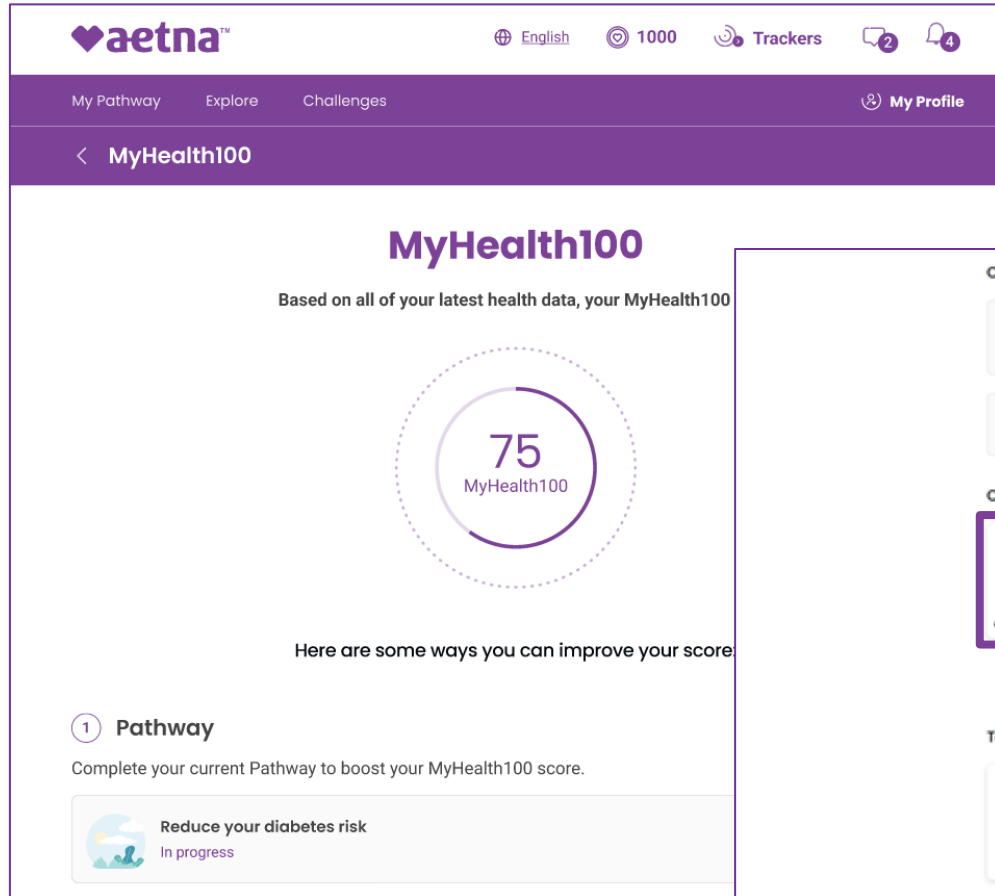 aetna™
English
1000
Trackers
2
4
My Pathway
Explore
Challenges
My Profile
MyHealth100
MyHealth100
Based on all of your latest health data, your MyHealth100
75
MyHealth100
Here are some ways you can improve your score
1 Pathway
Complete your current Pathway to boost your MyHealth100 score.
Reduce your diabetes risk
In progress